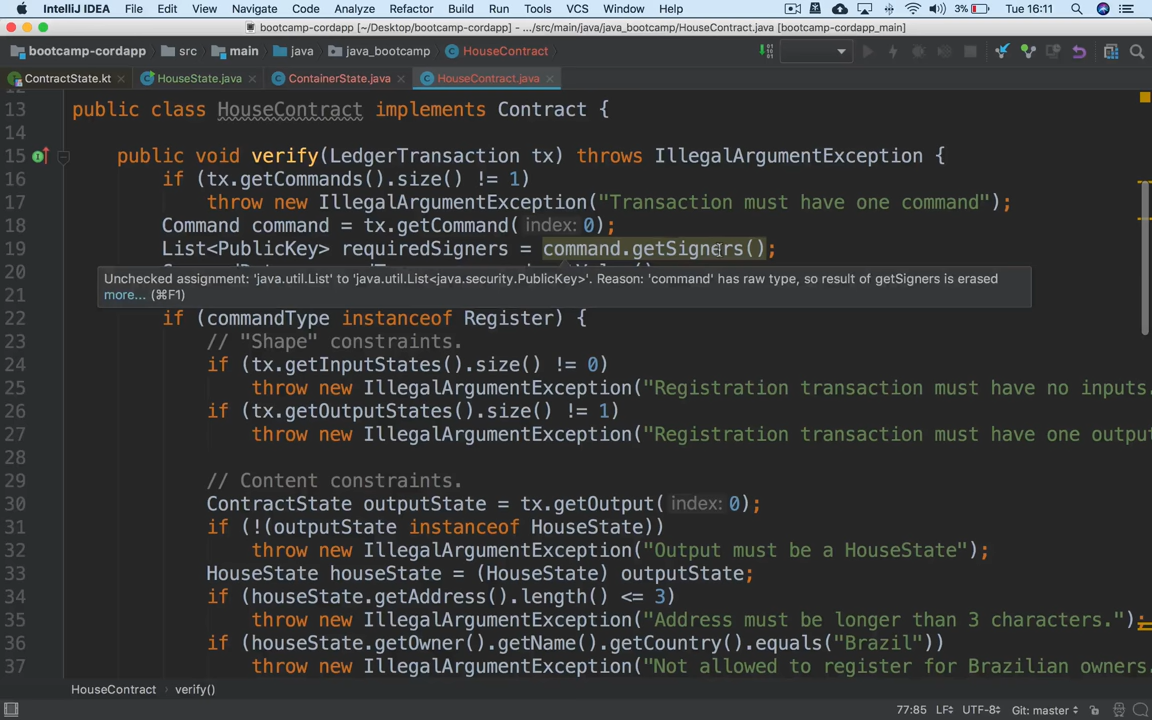 IntelliJ IDEA File Edit View Navigate Code Analyze Refactor Build Run Tools VCS Window Help 3% Tue 16:11
bootcamp-cordapp [~/Desktop/bootcamp-cordapp] - .../src/main/java/java_bootcamp/HouseContract.java [bootcamp-cordapp_main]
bootcamp-cordapp src main java java_bootcamp HouseContract
ContractState.kt HouseState.java ContainerState.java HouseContract.java
13 public class HouseContract implements Contract {
14
15 public void verify(LedgerTransaction tx) throws IllegalArgumentException {
16 if (tx.getCommands().size() != 1)
17 throw new IllegalArgumentException("Transaction must have one command");
18 Command command = tx.getCommand( index: 0);
19 List<PublicKey> requiredSigners = command.getSigners();
20
Unchecked assignment: 'java.util.List' to 'java.util.List<java.security.PublicKey>'. Reason: 'command' has raw type, so result of getSigners is erased
21 more... (⌘F1)
22 if (commandType instanceof Register) {
23 // "Shape" constraints.
24 if (tx.getInputStates().size() != 0)
25 throw new IllegalArgumentException("Registration transaction must have no inputs.
26 if (tx.getOutputStates().size() != 1)
27 throw new IllegalArgumentException("Registration transaction must have one output
28
29 // Content constraints.
30 ContractState outputState = tx.getOutput( index: 0);
31 if (!(outputState instanceof HouseState))
32 throw new IllegalArgumentException("Output must be a HouseState");
33 HouseState houseState = (HouseState) outputState;
34 if (houseState.getAddress().length() <= 3)
35 throw new IllegalArgumentException("Address must be longer than 3 characters.");
36 if (houseState.getOwner().getName().getCountry().equals("Brazil"))
37 throw new IllegalArgumentException("Not allowed to register for Brazilian owners.
HouseContract verify()
77:85 LF UTF-8 Git: master